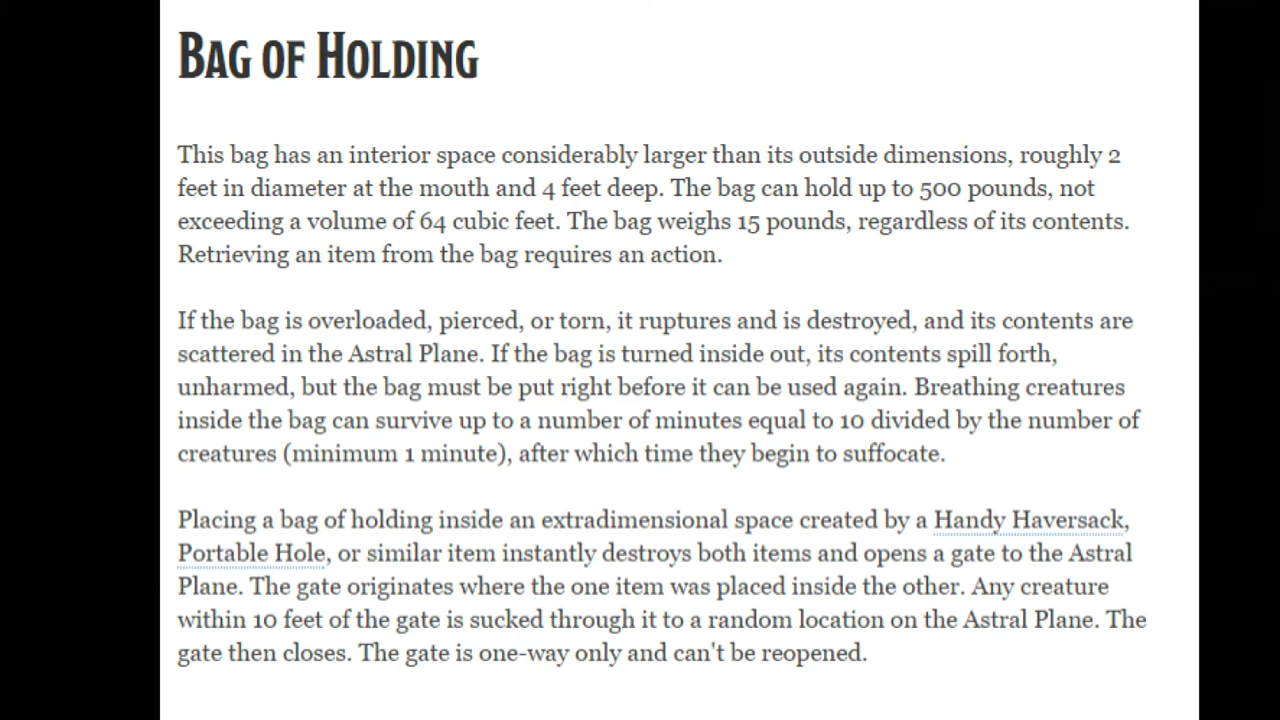 Bag of Holding
This bag has an interior space considerably larger than its outside dimensions, roughly 2
feet in diameter at the mouth and 4 feet deep. The bag can hold up to 500 pounds, not
exceeding a volume of 64 cubic feet. The bag weighs 15 pounds, regardless of its contents.
Retrieving an item from the bag requires an action.
If the bag is overloaded, pierced, or torn, it ruptures and is destroyed, and its contents are
scattered in the Astral Plane. If the bag is turned inside out, its contents spill forth,
unharmed, but the bag must be put right before it can be used again. Breathing creatures
inside the bag can survive up to a number of minutes equal to 10 divided by the number of
creatures (minimum 1 minute), after which time they begin to suffocate.
Placing a bag of holding inside an extradimensional space created by a Handy Haversack,
Portable Hole, or similar item instantly destroys both items and opens a gate to the Astral
Plane. The gate originates where the one item was placed inside the other. Any creature
within 10 feet of the gate is sucked through it to a random location on the Astral Plane. The
gate then closes. The gate is one-way only and can't be reopened.